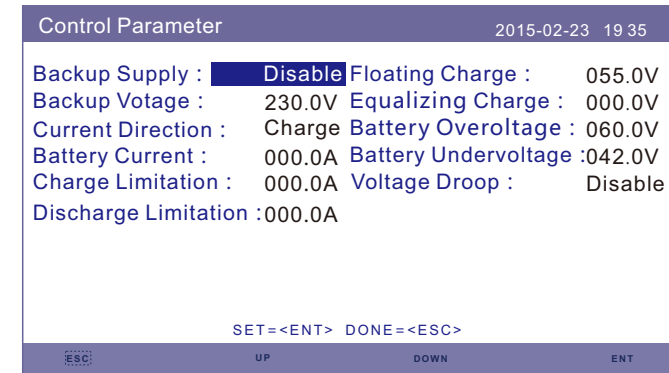 Control Parameter 2015-02-23 19 35
Backup Supply : Disable Floating Charge : 055.0V
Backup Votage : 230.0V Equalizing Charge : 000.0V
Current Direction : Charge Battery Overoltage : 060.0V
Battery Current : 000.0A Battery Undervoltage :042.0V
Charge Limitation : 000.0A Voltage Droop : Disable
Discharge Limitation :000.0A
SET=<ENT> DONE=<ESC>
ESC UP DOWN ENT